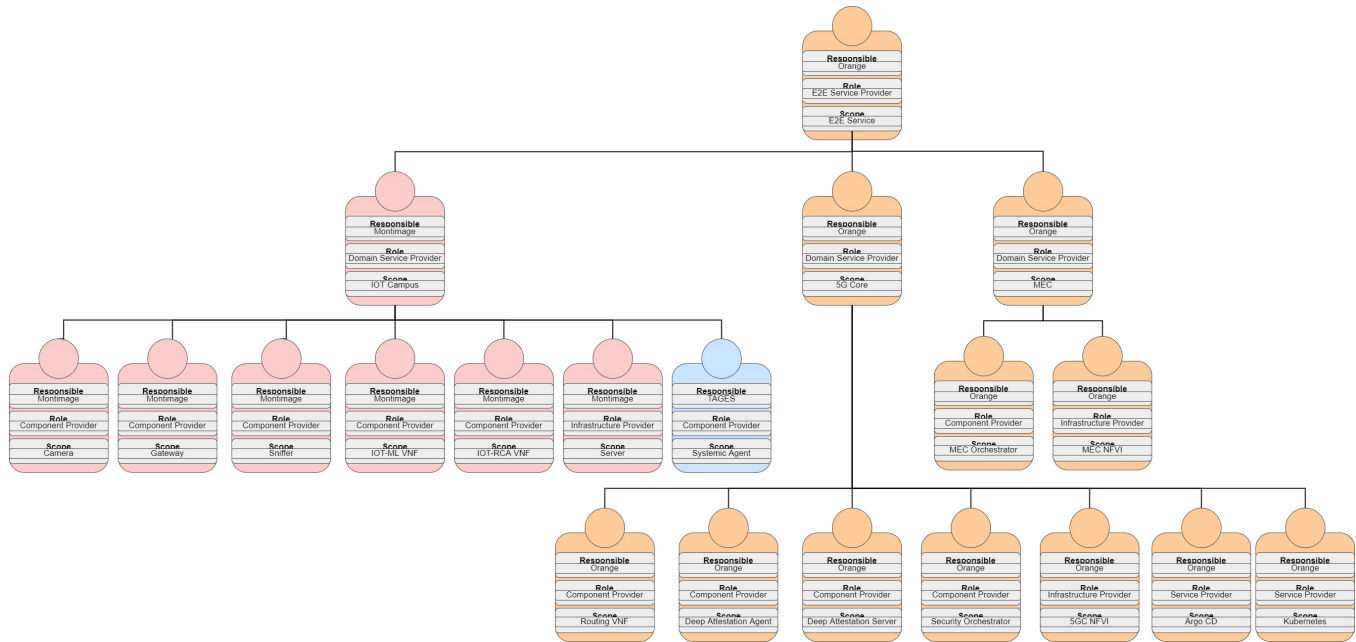 Responsible
Orange
Role
E2E Service Provider
Scope
E2E Service
Responsible
Montimage
Role
Domain Service Provider
Scope
IOT Campus
Responsible
Orange
Role
Domain Service Provider
Scope
5G Core
Responsible
Orange
Role
Domain Service Provider
Scope
MEC
Responsible
Montimage
Role
Component Provider
Scope
Camera
Responsible
Montimage
Role
Component Provider
Scope
Gateway
Responsible
Montimage
Role
Component Provider
Scope
Sniffer
Responsible
Montimage
Role
Component Provider
Scope
IOT-ML VNF
Responsible
Montimage
Role
Component Provider
Scope
IOT-RCA VNF
Responsible
Montimage
Role
Infrastructure Provider
Scope
Server
Responsible
TAGES
Role
Component Provider
Scope
Systemic Agent
Responsible
Orange
Role
Component Provider
Scope
MEC Orchestrator
Responsible
Orange
Role
Infrastructure Provider
Scope
MEC NFVI
Responsible
Orange
Role
Component Provider
Scope
Routing VNF
Responsible
Orange
Role
Component Provider
Scope
Deep Attestation Agent
Responsible
Orange
Role
Component Provider
Scope
Deep Attestation Server
Responsible
Orange
Role
Component Provider
Scope
Security Orchestrator
Responsible
Orange
Role
Infrastructure Provider
Scope
5GC NFVI
Responsible
Orange
Role
Service Provider
Scope
Argo CD
Responsible
Orange
Role
Service Provider
Scope
Kubernetes